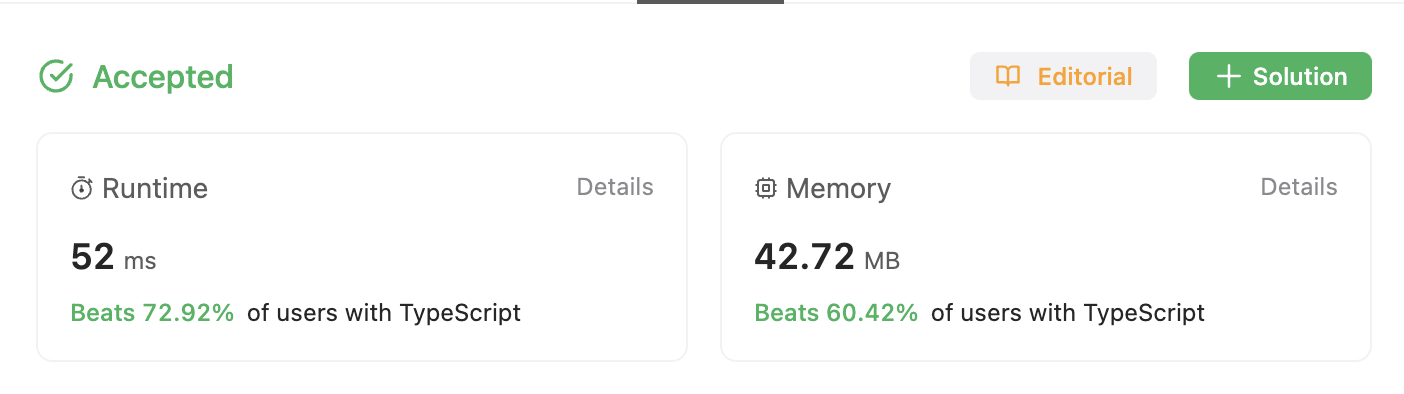 Accepted
Editorial
Solution
Runtime
Details
52 ms
Beats 72.92% of users with TypeScript
Memory
Details
42.72 MB
Beats 60.42% of users with TypeScript